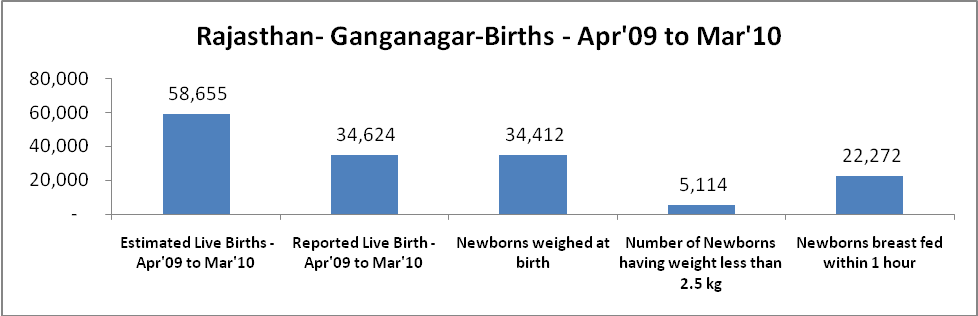 Rajasthan- Ganganagar-Births - Apr'09 to Mar'10
80,000
60,000
40,000
20,000
-
58,655
34,624
34,412
5,114
22,272
Estimated Live Births -
Apr'09 to Mar'10
Reported Live Birth -
Apr'09 to Mar'10
Newborns weighed at
birth
Number of Newborns
having weight less than
2.5 kg
Newborns breast fed
within 1 hour